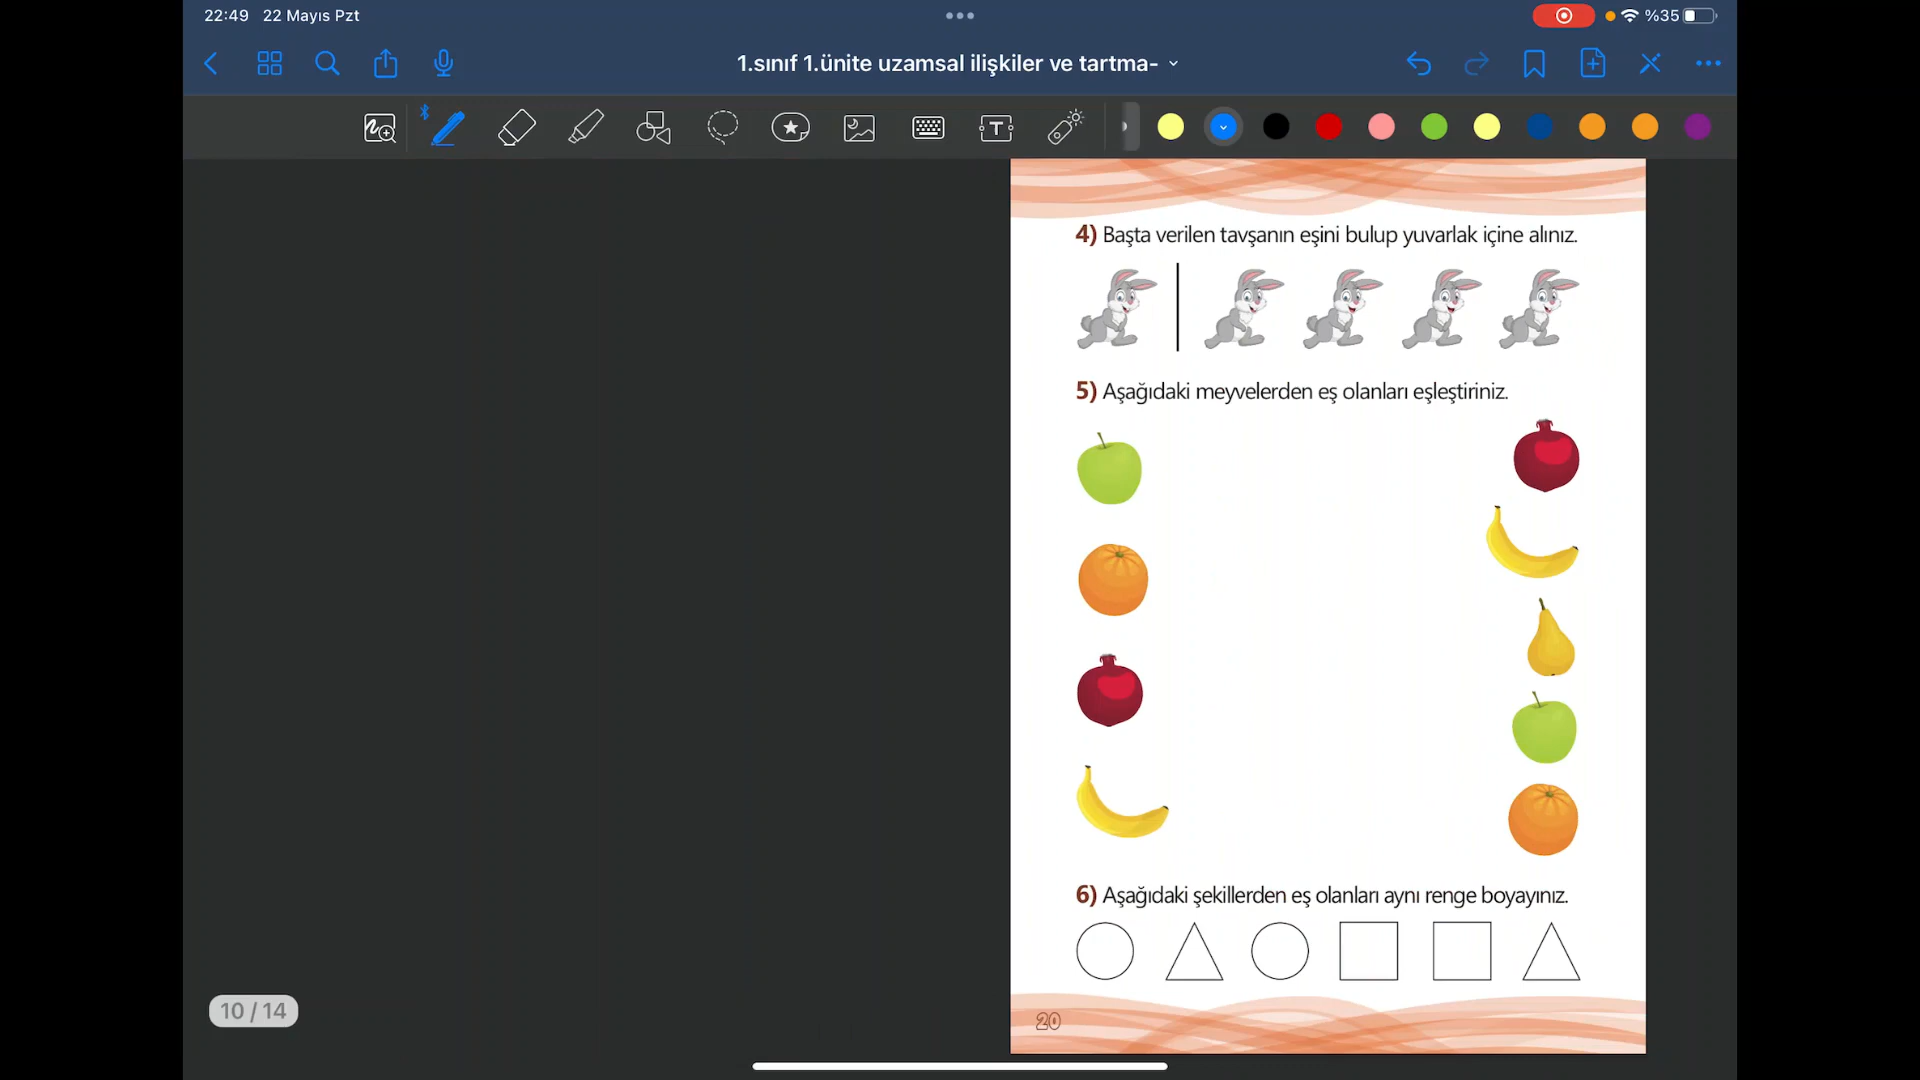 22:49 22 Mayıs Pzt
%35
1.sınıf 1.ünite uzamsal ilişkiler ve tartma-
T
4) Başta verilen tavşanın eşini bulup yuvarlak içine alınız.
5) Aşağıdaki meyvelerden eş olanları eşleştiriniz.
6) Aşağıdaki şekillerden eş olanları aynı renge boyayınız.
10 / 14
20